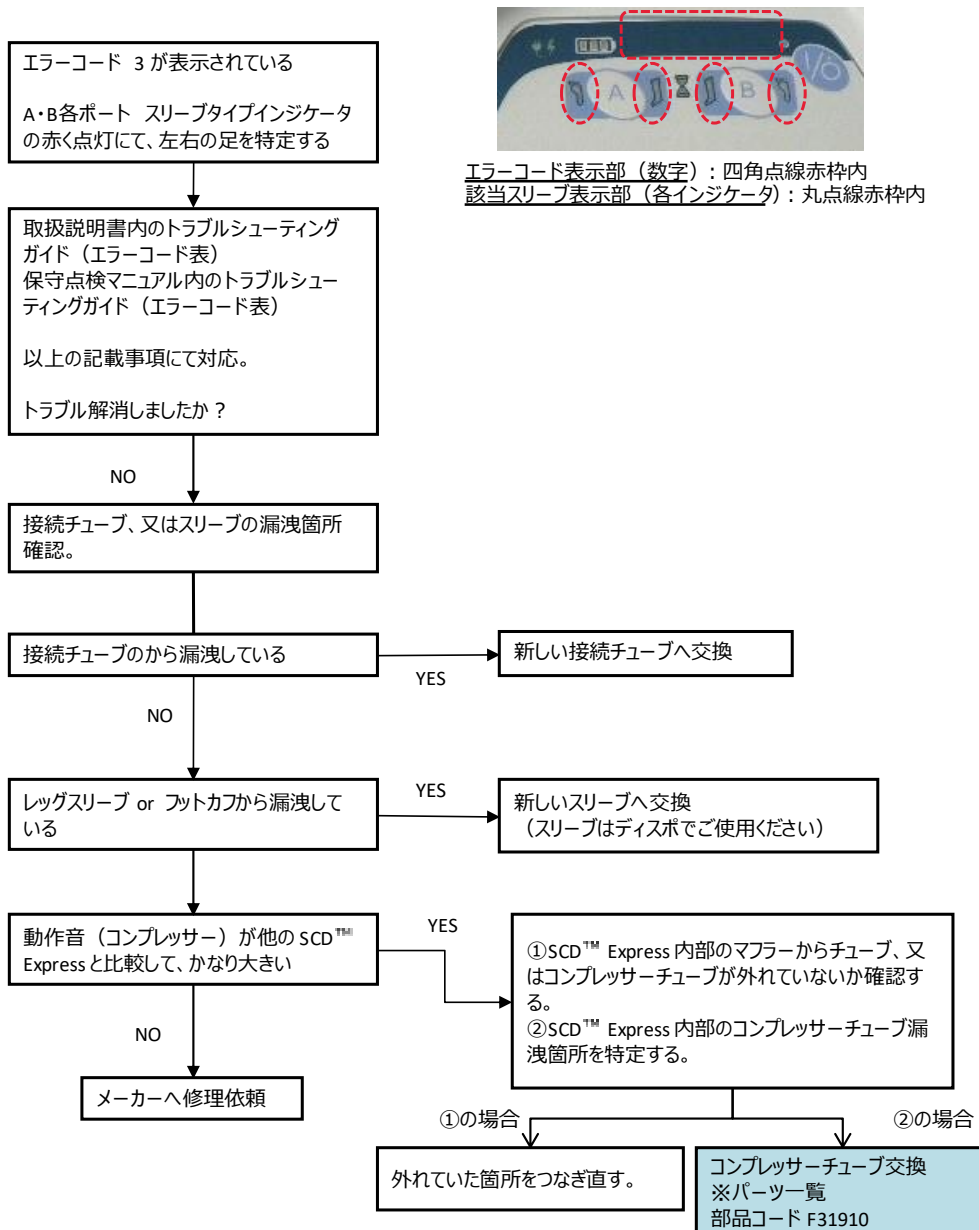 エラーコード 3 が表示されている
A・B各ポート スリーブタイプインジケータ
の赤く点灯にて、左右の足を特定する
A
B
エラーコード表示部(数字):四角点線赤枠内
該当スリーブ表示部(各インジケータ):丸点線赤枠内
取扱説明書内のトラブルシューティング
ガイド(エラーコード表)
保守点検マニュアル内のトラブルシュー
ティングガイド(エラーコード表)
以上の記載事項にて対応。
トラブル解消しましたか?
NO
接続チューブ、又はスリーブの漏洩箇所
確認。
接続チューブのから漏洩している
YES
新しい接続チューブへ交換
NO
レッグスリーブ or フットカフから漏洩して
いる
YES
新しいスリーブへ交換
(スリーブはディスポでご使用ください)
動作音(コンプレッサー)が他の SCD™
Express と比較して、かなり大きい
YES
①SCD™ Express 内部のマフラーからチューブ、又
はコンプレッサーチューブが外れていないか確認す
る。
②SCD™ Express 内部のコンプレッサーチューブ漏
洩箇所を特定する。
NO
メーカーへ修理依頼
①の場合
②の場合
外れていた箇所をつなぎ直す。
コンプレッサーチューブ交換
※パーツ一覧
部品コード F31910